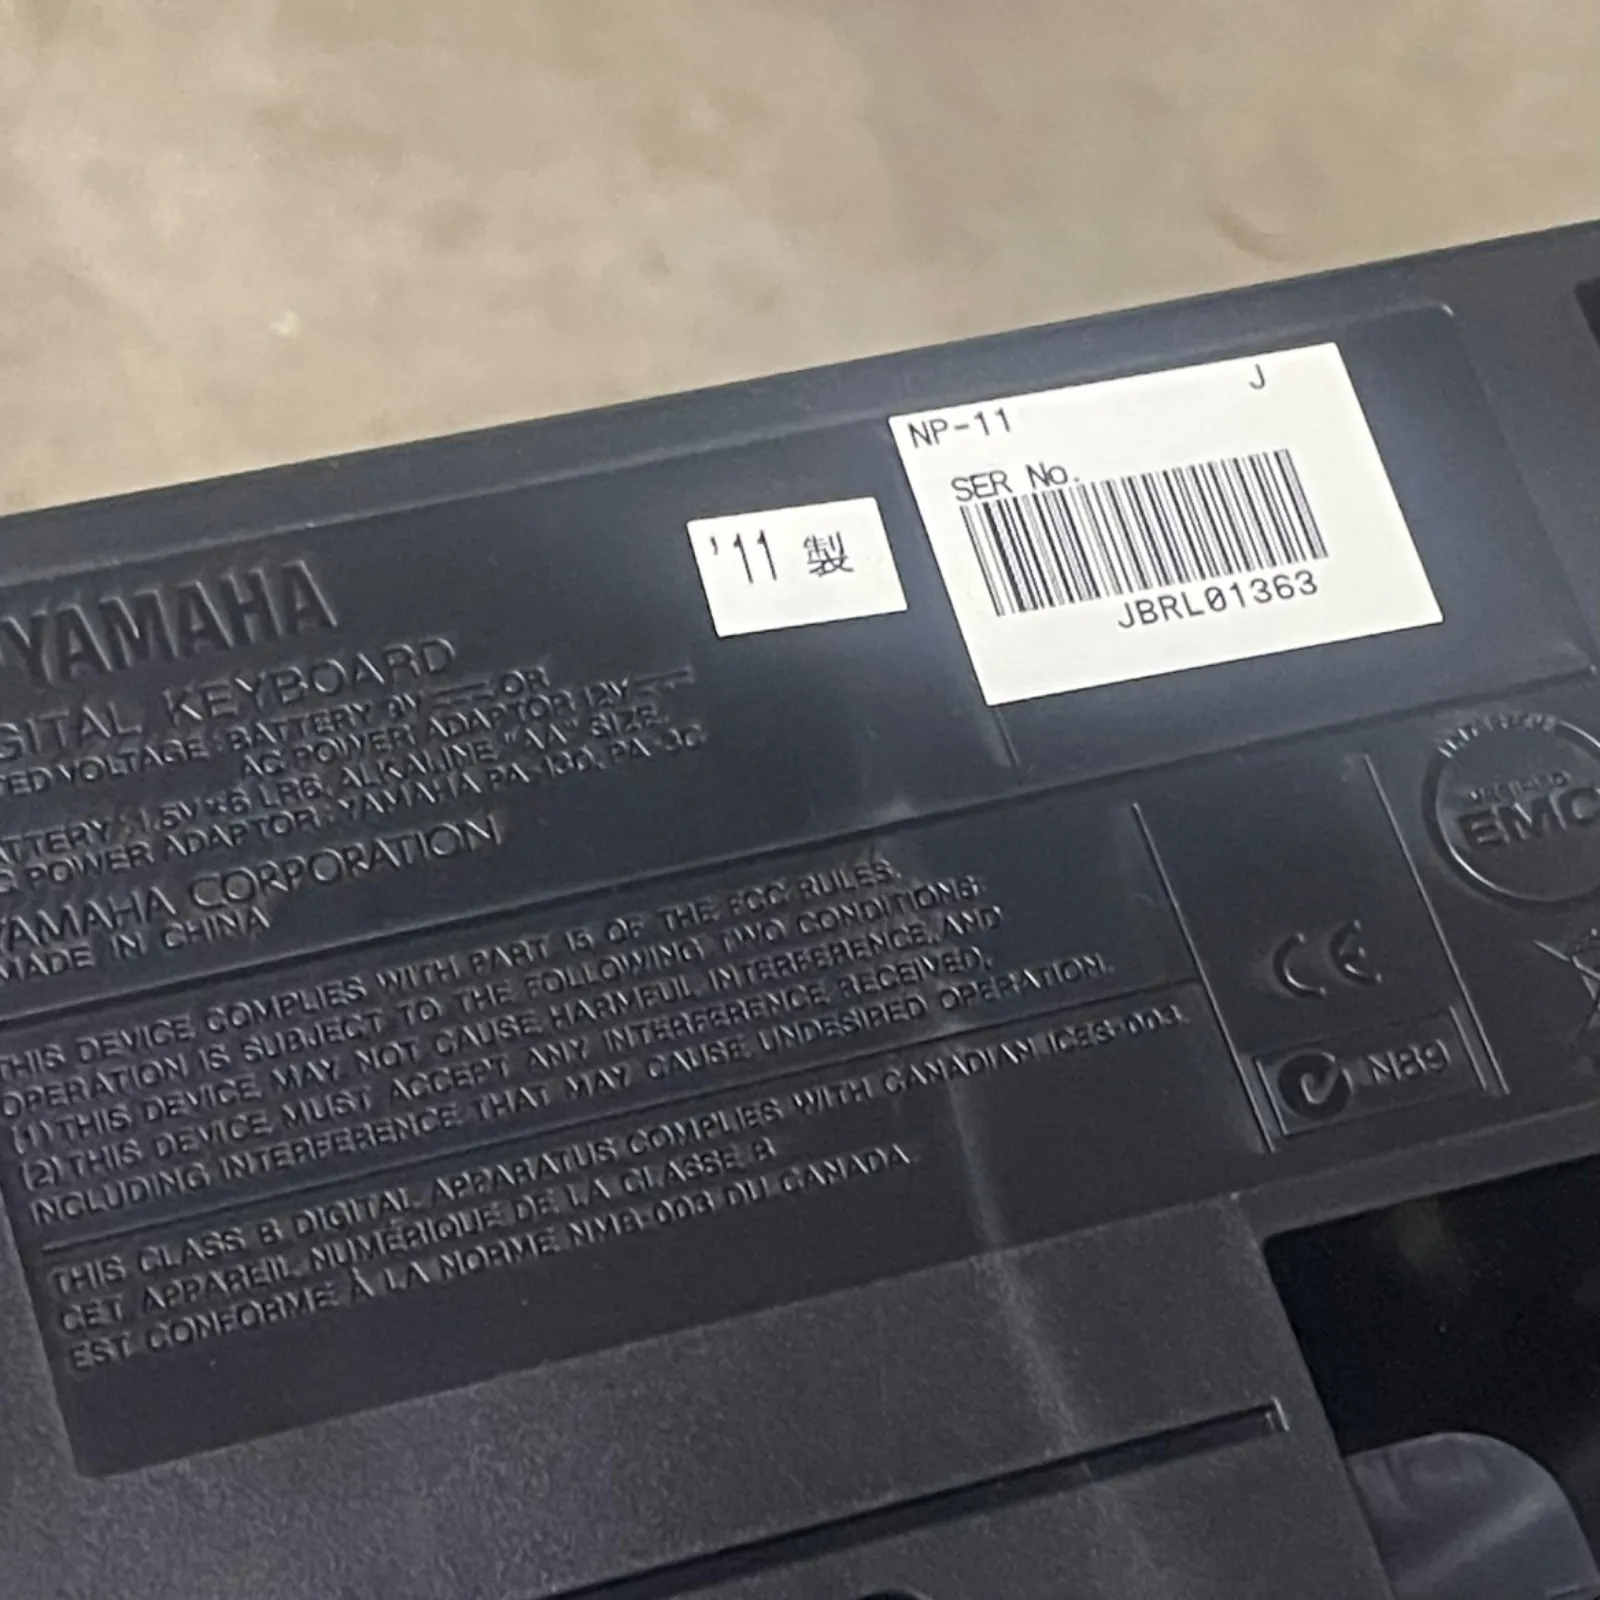 NP-11 J
SER No.
JBRL01363
'11 製
YAMAHA
GITAL KEYBOARD
TED VOLTAGE : BATTERY 9V OR
AC POWER ADAPTOR 12V
ATTERY : 1.5V×6 LR6, ALKALINE "AA" SIZE,
C POWER ADAPTOR : YAMAHA PA-130, PA-3C
YAMAHA CORPORATION
MADE IN CHINA
THIS DEVICE COMPLIES WITH PART 15 OF THE FCC RULES.
OPERATION IS SUBJECT TO THE FOLLOWING TWO CONDITIONS:
(1) THIS DEVICE MAY NOT CAUSE HARMFUL INTERFERENCE, AND
(2) THIS DEVICE MUST ACCEPT ANY INTERFERENCE RECEIVED,
INCLUDING INTERFERENCE THAT MAY CAUSE UNDESIRED OPERATION.
THIS CLASS B DIGITAL APPARATUS COMPLIES WITH CANADIAN ICES-003.
CET APPAREIL NUMÉRIQUE DE LA CLASSE B
EST CONFORME À LA NORME NMB-003 DU CANADA.
CE
N89
EMC